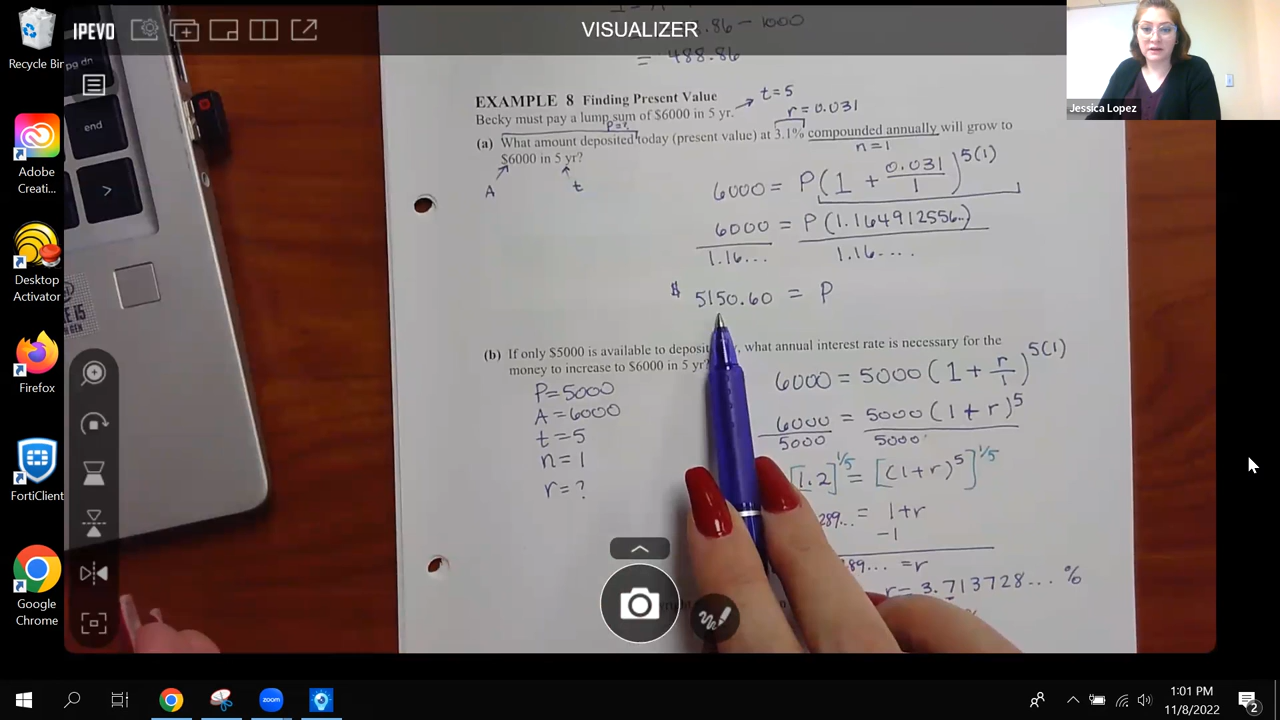 Recycle Bin
Adobe
Creati...
Desktop
Activator
Firefox
FortiClient
Google
Chrome
IPEVO
VISUALIZER
Jessica Lopez
.86 - 1000
= 488.86
EXAMPLE 8 Finding Present Value
Becky must pay a lump sum of $6000 in 5 yr. → t=5
r=0.031
(a) What amount deposited today (present value) at 3.1% compounded annually will grow to
n=1
$6000 in 5 yr?
A t
6000 = P(1 + 0.031/1)^5(1)
6000 = P(1.164912556..)
1.16... 1.16....
$ 5150.60 = P
(b) If only $5000 is available to deposit what annual interest rate is necessary for the
money to increase to $6000 in 5 yr?
P=5000
A=6000
t=5
n=1
r=?
6000 = 5000(1 + r/1)^5(1)
6000 = 5000(1+r)^5
5000 5000
[1.2]^1/5 = [(1+r)^5]^1/5
289... = 1+r
-1
89... =r
r= 3.713728... %
end
1:01 PM
11/8/2022
zoom
2